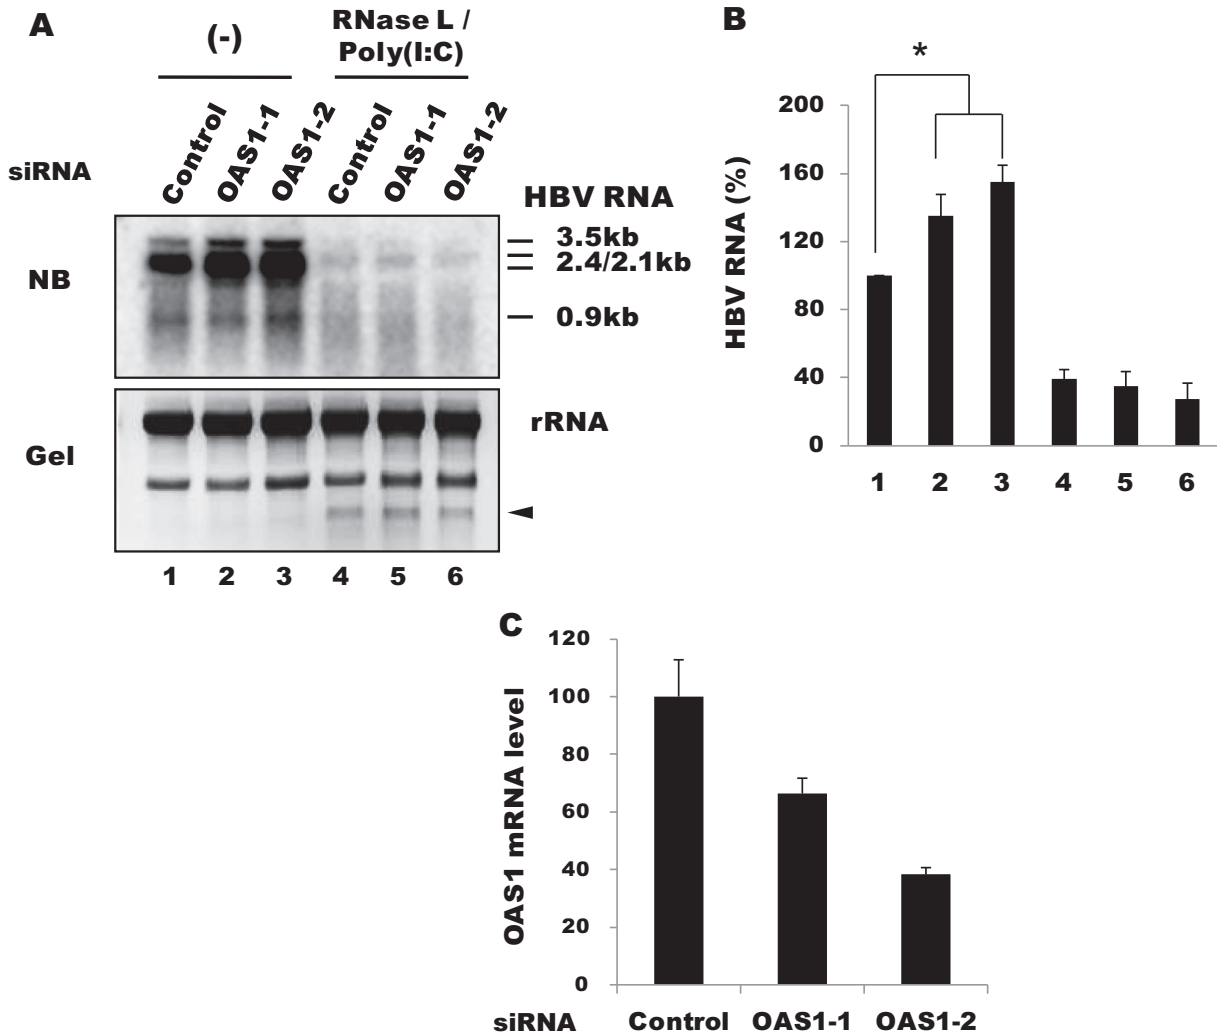 A
(-)
RNase L /
Poly(I:C)
siRNA
Control
OAS1-1
OAS1-2
Control
OAS1-1
OAS1-2
HBV RNA
NB
3.5kb
2.4/2.1kb
0.9kb
Gel
rRNA
1 2 3 4 5 6
B
*
HBV RNA (%)
200
160
120
80
40
0
1 2 3 4 5 6
C
OAS1 mRNA level
120
100
80
60
40
20
0
siRNA Control OAS1-1 OAS1-2